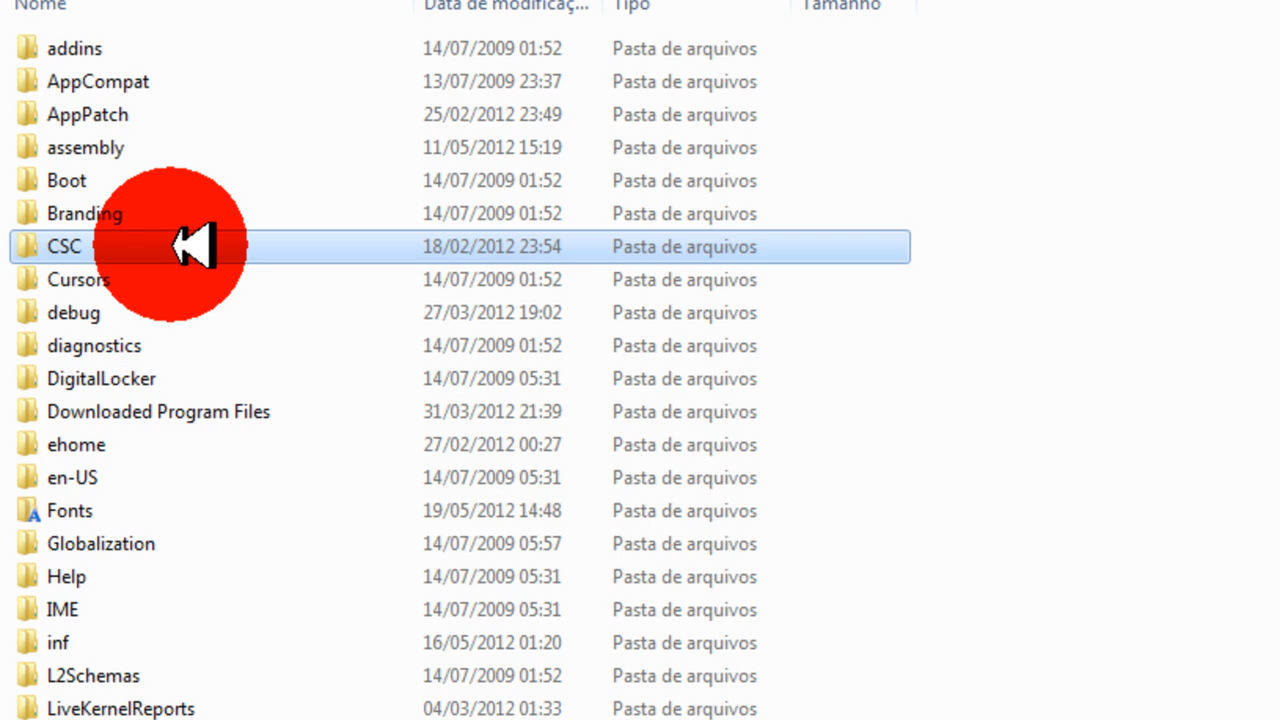 Nome Data de modificaç... Tipo Tamanho
addins 14/07/2009 01:52 Pasta de arquivos
AppCompat 13/07/2009 23:37 Pasta de arquivos
AppPatch 25/02/2012 23:49 Pasta de arquivos
assembly 11/05/2012 15:19 Pasta de arquivos
Boot 14/07/2009 01:52 Pasta de arquivos
Branding 14/07/2009 01:52 Pasta de arquivos
CSC 18/02/2012 23:54 Pasta de arquivos
Cursors 14/07/2009 01:52 Pasta de arquivos
debug 27/03/2012 19:02 Pasta de arquivos
diagnostics 14/07/2009 01:52 Pasta de arquivos
DigitalLocker 14/07/2009 05:31 Pasta de arquivos
Downloaded Program Files 31/03/2012 21:39 Pasta de arquivos
ehome 27/02/2012 00:27 Pasta de arquivos
en-US 14/07/2009 05:31 Pasta de arquivos
Fonts 19/05/2012 14:48 Pasta de arquivos
Globalization 14/07/2009 05:57 Pasta de arquivos
Help 14/07/2009 05:31 Pasta de arquivos
IME 14/07/2009 05:31 Pasta de arquivos
inf 16/05/2012 01:20 Pasta de arquivos
L2Schemas 14/07/2009 01:52 Pasta de arquivos
LiveKernelReports 04/03/2012 01:33 Pasta de arquivos